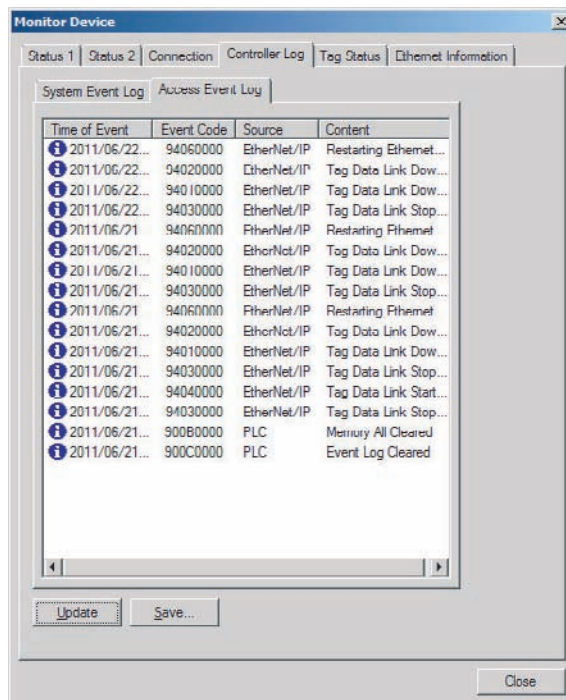 Monitor Device
Status 1 Status 2 Connection Controller Log Tag Status Ethernet Information
System Event Log Access Event Log
Time of Event Event Code Source Content
2011/06/22... 94060000 EtherNet/IP Restarting Ethernet...
2011/06/22... 94020000 EtherNet/IP Tag Data Link Dow...
2011/06/22... 94010000 EtherNet/IP Tag Data Link Dow...
2011/06/22... 94030000 EtherNet/IP Tag Data Link Stop...
2011/06/21... 94060000 EtherNet/IP Restarting Ethernet...
2011/06/21... 94020000 EtherNet/IP Tag Data Link Dow...
2011/06/21... 94010000 EtherNet/IP Tag Data Link Dow...
2011/06/21... 94030000 EtherNet/IP Tag Data Link Stop...
2011/06/21... 94060000 EtherNet/IP Restarting Ethernet...
2011/06/21... 94020000 EtherNet/IP Tag Data Link Dow...
2011/06/21... 94010000 EtherNet/IP Tag Data Link Dow...
2011/06/21... 94030000 EtherNet/IP Tag Data Link Stop...
2011/06/21... 94040000 EtherNet/IP Tag Data Link Start...
2011/06/21... 94030000 EtherNet/IP Tag Data Link Stop...
2011/06/21... 900B0000 PLC Memory All Cleared
2011/06/21... 900C0000 PLC Event Log Cleared
Update Save...
Close